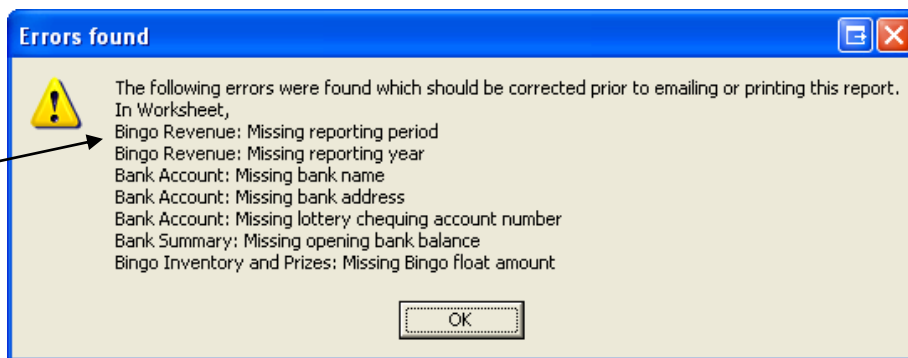 Errors found
The following errors were found which should be corrected prior to emailing or printing this report.
In Worksheet,
Bingo Revenue: Missing reporting period
Bingo Revenue: Missing reporting year
Bank Account: Missing bank name
Bank Account: Missing bank address
Bank Account: Missing lottery chequing account number
Bank Summary: Missing opening bank balance
Bingo Inventory and Prizes: Missing Bingo float amount
OK